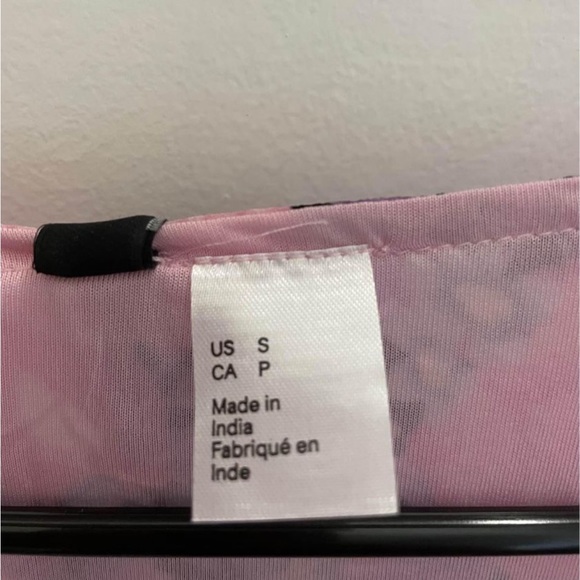 US S
CA P
Made in
India
Fabriqué en
Inde